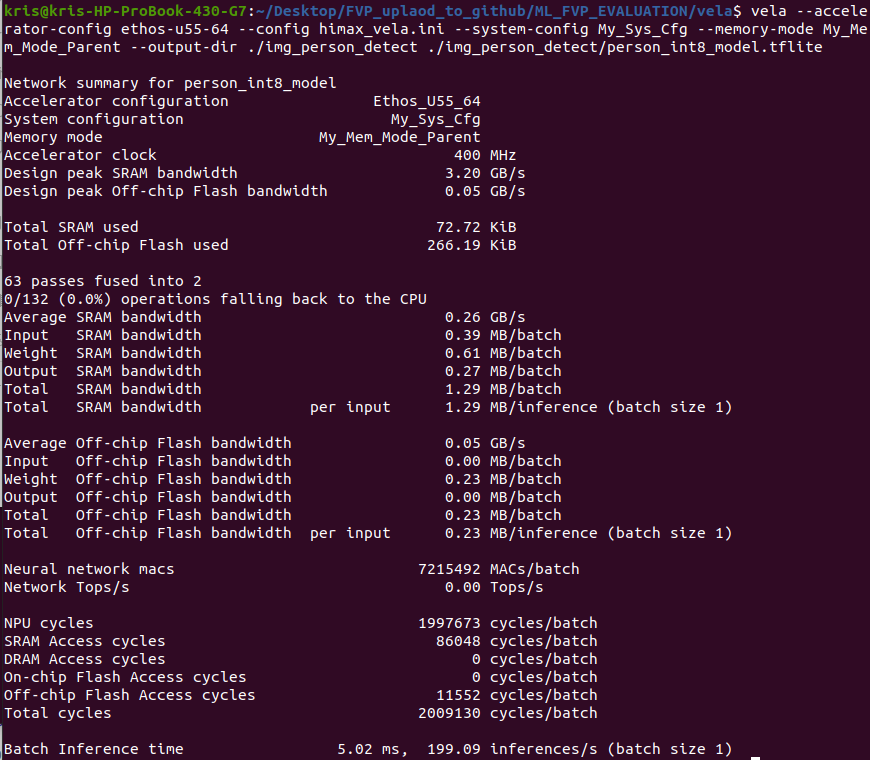 kris@kris-HP-ProBook-430-G7:~/Desktop/FVP_uplaod_to_github/ML_FVP_EVALUATION/vela$ vela --accele
rator-config ethos-u55-64 --config himax_vela.ini --system-config My_Sys_Cfg --memory-mode My_Me
m_Mode_Parent --output-dir ./img_person_detect ./img_person_detect/person_int8_model.tflite
Network summary for person_int8_model
Accelerator configuration Ethos_U55_64
System configuration My_Sys_Cfg
Memory mode My_Mem_Mode_Parent
Accelerator clock 400 MHz
Design peak SRAM bandwidth 3.20 GB/s
Design peak Off-chip Flash bandwidth 0.05 GB/s
Total SRAM used 72.72 KiB
Total Off-chip Flash used 266.19 KiB
63 passes fused into 2
0/132 (0.0%) operations falling back to the CPU
Average SRAM bandwidth 0.26 GB/s
Input SRAM bandwidth 0.39 MB/batch
Weight SRAM bandwidth 0.61 MB/batch
Output SRAM bandwidth 0.27 MB/batch
Total SRAM bandwidth 1.29 MB/batch
Total SRAM bandwidth per input 1.29 MB/inference (batch size 1)
Average Off-chip Flash bandwidth 0.05 GB/s
Input Off-chip Flash bandwidth 0.00 MB/batch
Weight Off-chip Flash bandwidth 0.23 MB/batch
Output Off-chip Flash bandwidth 0.00 MB/batch
Total Off-chip Flash bandwidth 0.23 MB/batch
Total Off-chip Flash bandwidth per input 0.23 MB/inference (batch size 1)
Neural network macs 7215492 MACs/batch
Network Tops/s 0.00 Tops/s
NPU cycles 1997673 cycles/batch
SRAM Access cycles 86048 cycles/batch
DRAM Access cycles 0 cycles/batch
On-chip Flash Access cycles 0 cycles/batch
Off-chip Flash Access cycles 11552 cycles/batch
Total cycles 2009130 cycles/batch
Batch Inference time 5.02 ms, 199.09 inferences/s (batch size 1)